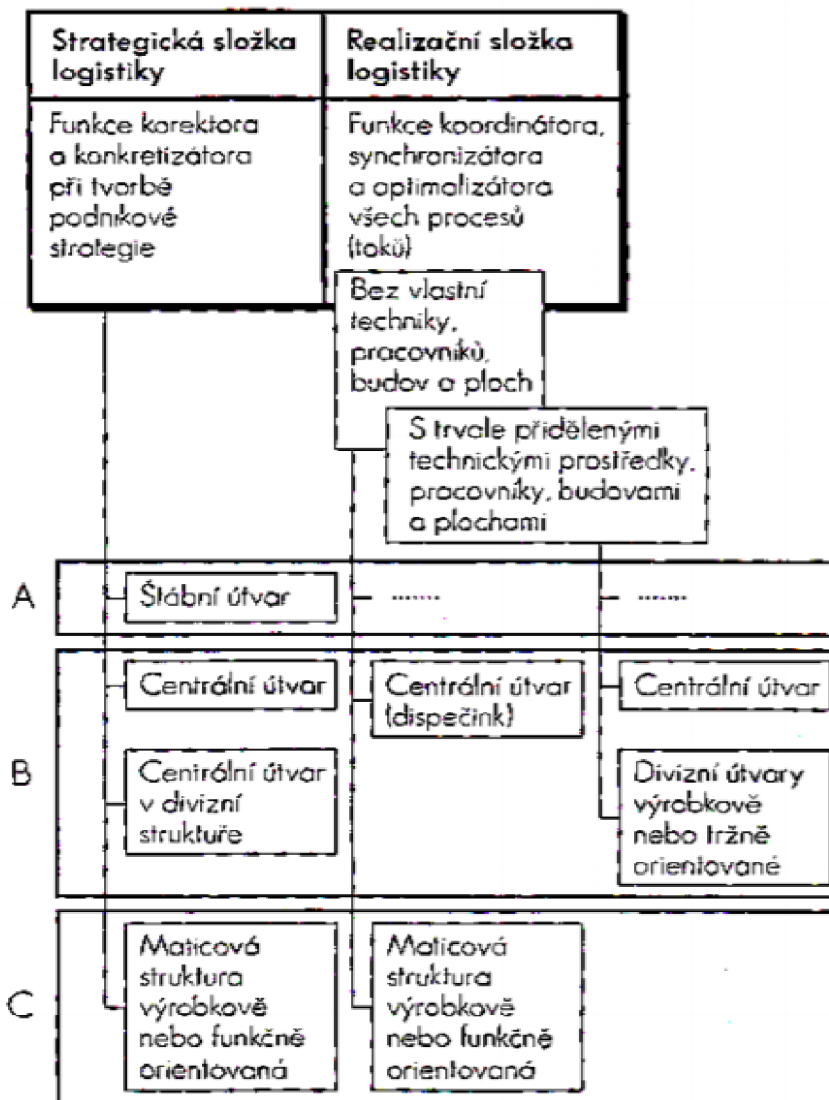 Strategická složka
logistiky
Realizační složka
logistiky
Funkce korektora
a konkretizátora
při tvorbě
podnikové
strategie
Funkce koordinátora,
synchronizátora
a optimalizátora
všech procesů
(toků)
Bez vlastní
techniky,
pracovníků,
budov a ploch
S trvale přidělenými
technickými prostředky,
pracovníky, budovami
a plochami
A
Štábní útvar
.......
.......
B
Centrální útvar
Centrální útvar
(dispečink)
Centrální útvar
Centrální útvar
v divizní
struktuře
Divizní útvary
výrobkově
nebo tržně
orientované
C
Maticová
struktura
výrobkově
nebo funkčně
orientovaná
Maticová
struktura
výrobkově
nebo funkčně
orientovaná